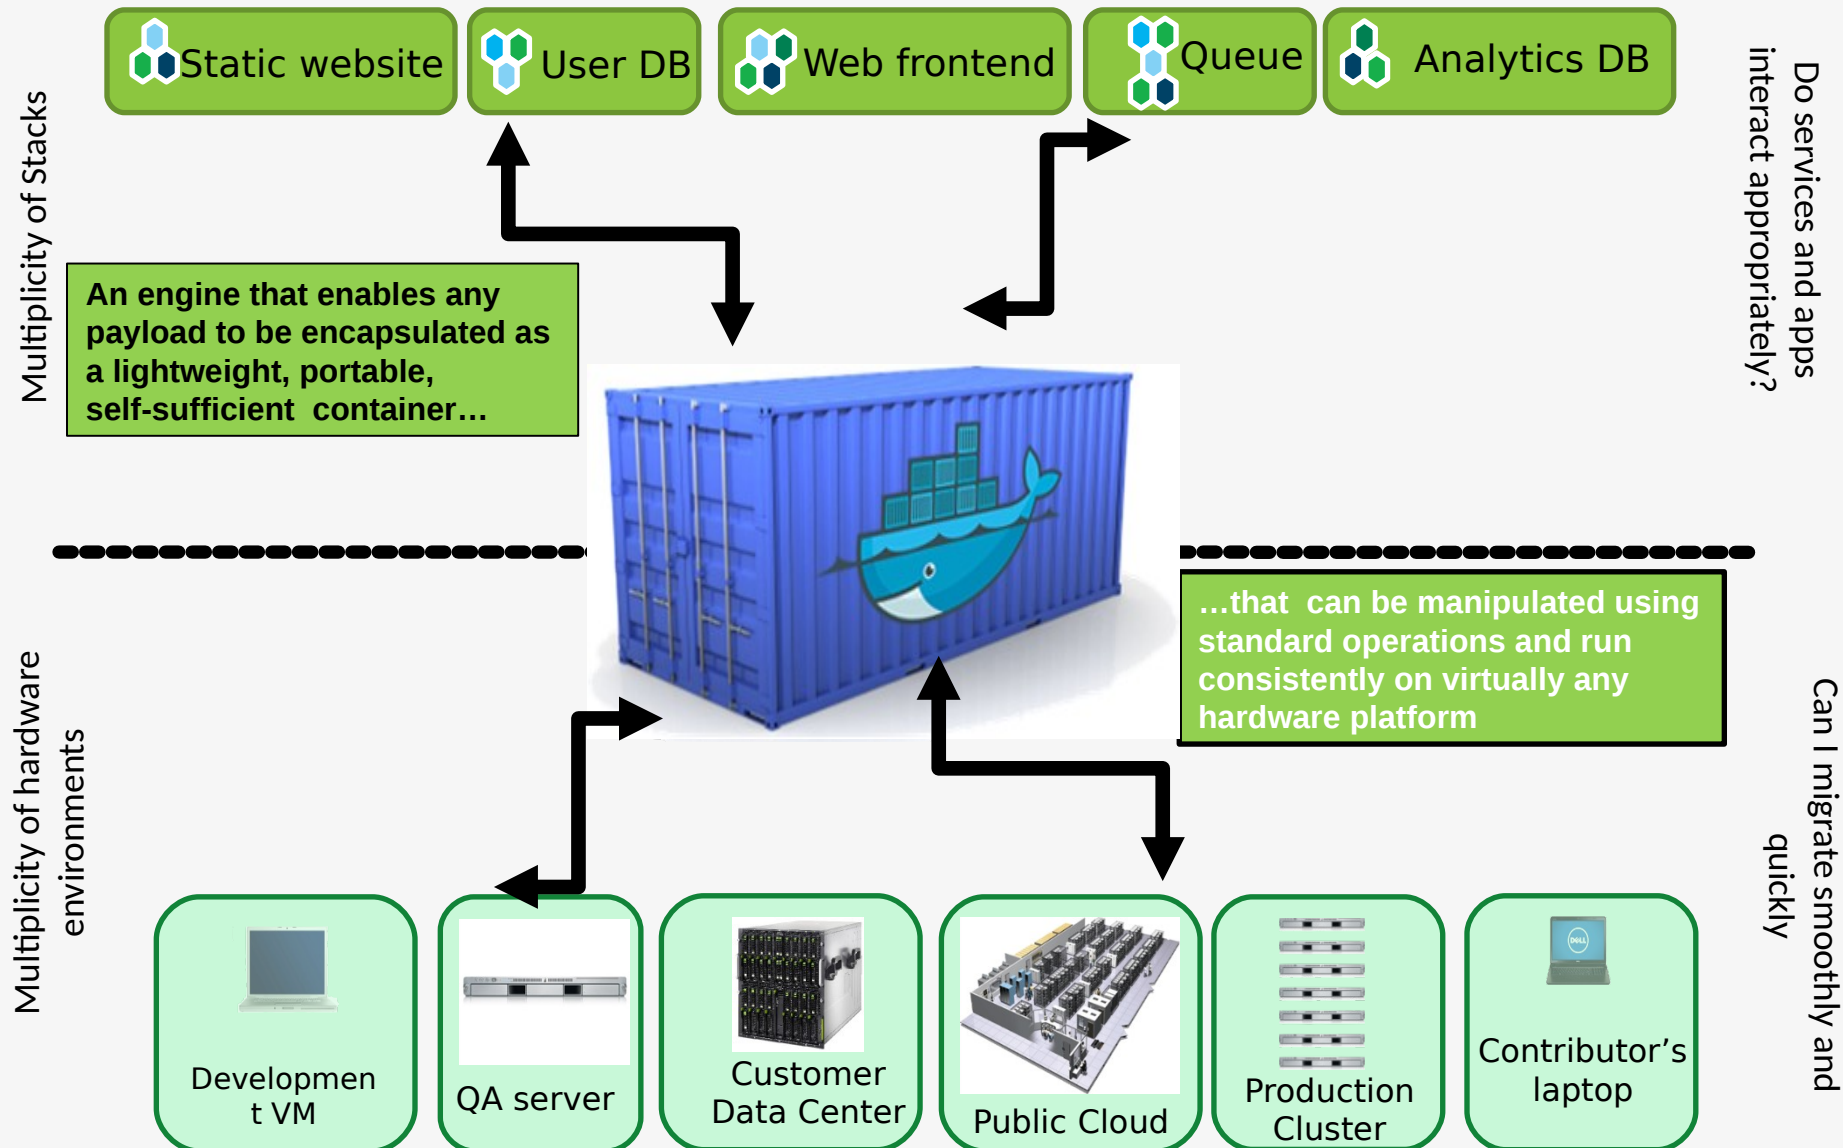 Static website
User DB
Web frontend
Queue
Analytics DB
Multiplicity of Stacks
Do services and apps
interact appropriately?
An engine that enables any
payload to be encapsulated as
a lightweight, portable,
self-sufficient  container…
…that  can be manipulated using
standard operations and run
consistently on virtually any
hardware platform
Multiplicity of hardware
environments
Can I migrate smoothly and
quickly
Developmen
t VM
QA server
Customer
Data Center
Public Cloud
Production
Cluster
DELL
Contributor’s
laptop